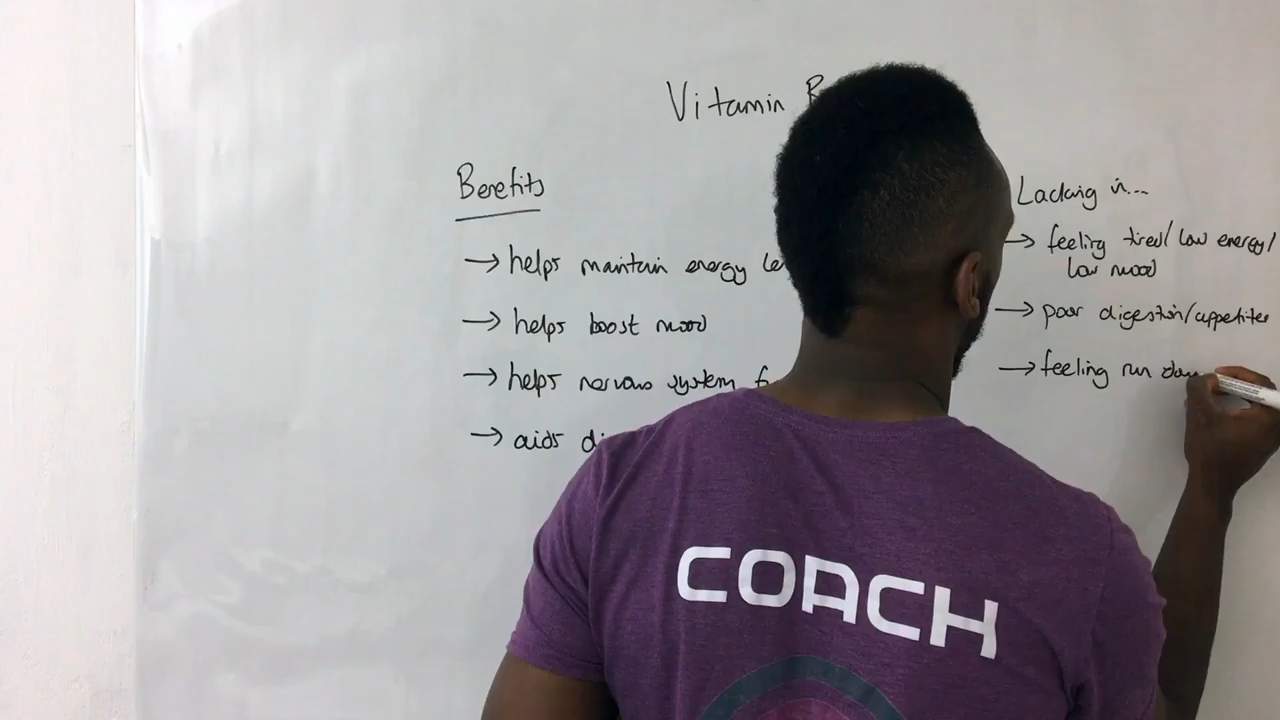 Vitamin B
Benefits
→ helps maintain energy le
→ helps boost mood
→ helps nervous system f
→ aids di
Lacking in...
→ feeling tired/low energy/
low mood
→ poor digestion/appetite
→ feeling run dow
COACH